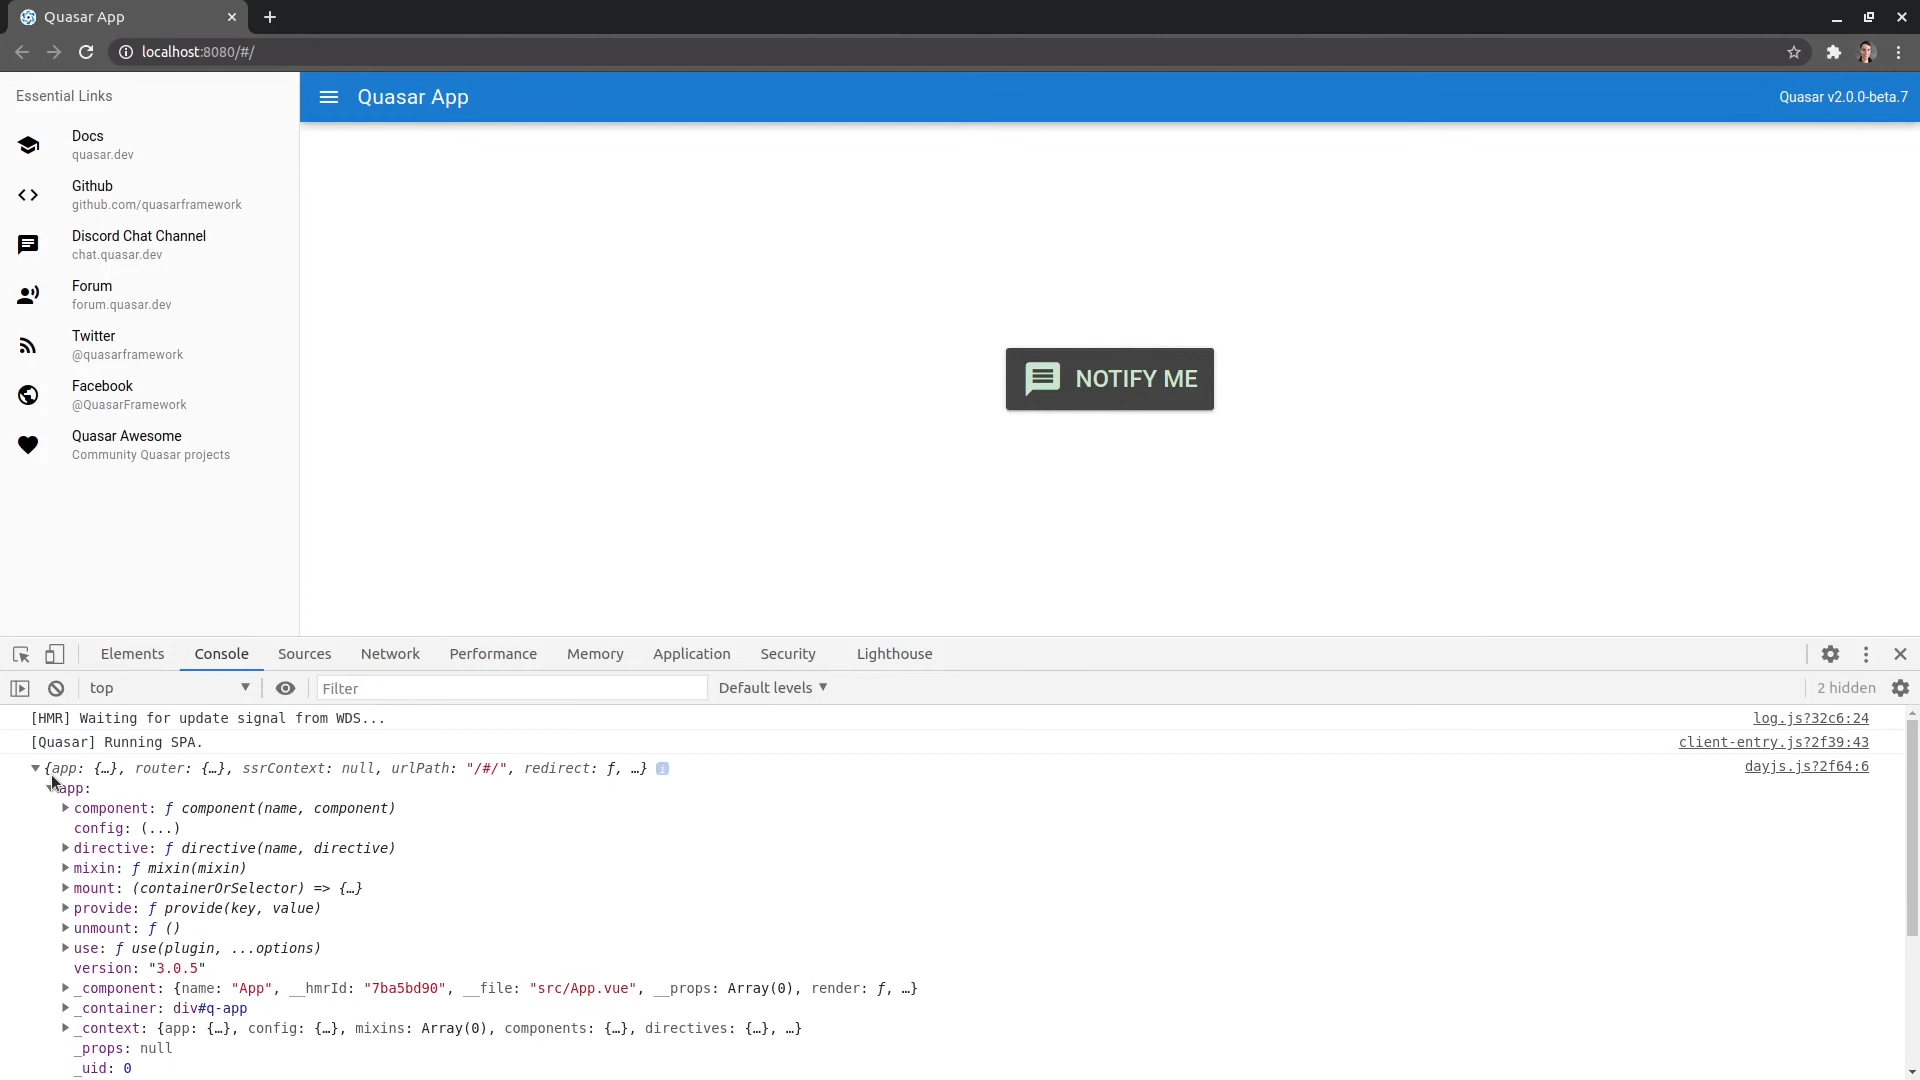 Quasar App
localhost:8080/#/
Essential Links
Docs
quasar.dev
Github
github.com/quasarframework
Discord Chat Channel
chat.quasar.dev
Forum
forum.quasar.dev
Twitter
@quasarframework
Facebook
@QuasarFramework
Quasar Awesome
Community Quasar projects
Quasar App
Quasar v2.0.0-beta.7
NOTIFY ME
Elements Console Sources Network Performance Memory Application Security Lighthouse
top Filter Default levels 2 hidden
[HMR] Waiting for update signal from WDS... log.js?32c6:24
[Quasar] Running SPA. client-entry.js?2f39:43
{app: {…}, router: {…}, ssrContext: null, urlPath: "/#/", redirect: ƒ, …} i dayjs.js?2f64:6
app:
component: ƒ component(name, component)
config: (...)
directive: ƒ directive(name, directive)
mixin: ƒ mixin(mixin)
mount: (containerOrSelector) => {…}
provide: ƒ provide(key, value)
unmount: ƒ ()
use: ƒ use(plugin, ...options)
version: "3.0.5"
_component: {name: "App", __hmrId: "7ba5bd90", __file: "src/App.vue", __props: Array(0), render: ƒ, …}
_container: div#q-app
_context: {app: {…}, config: {…}, mixins: Array(0), components: {…}, directives: {…}, …}
_props: null
_uid: 0